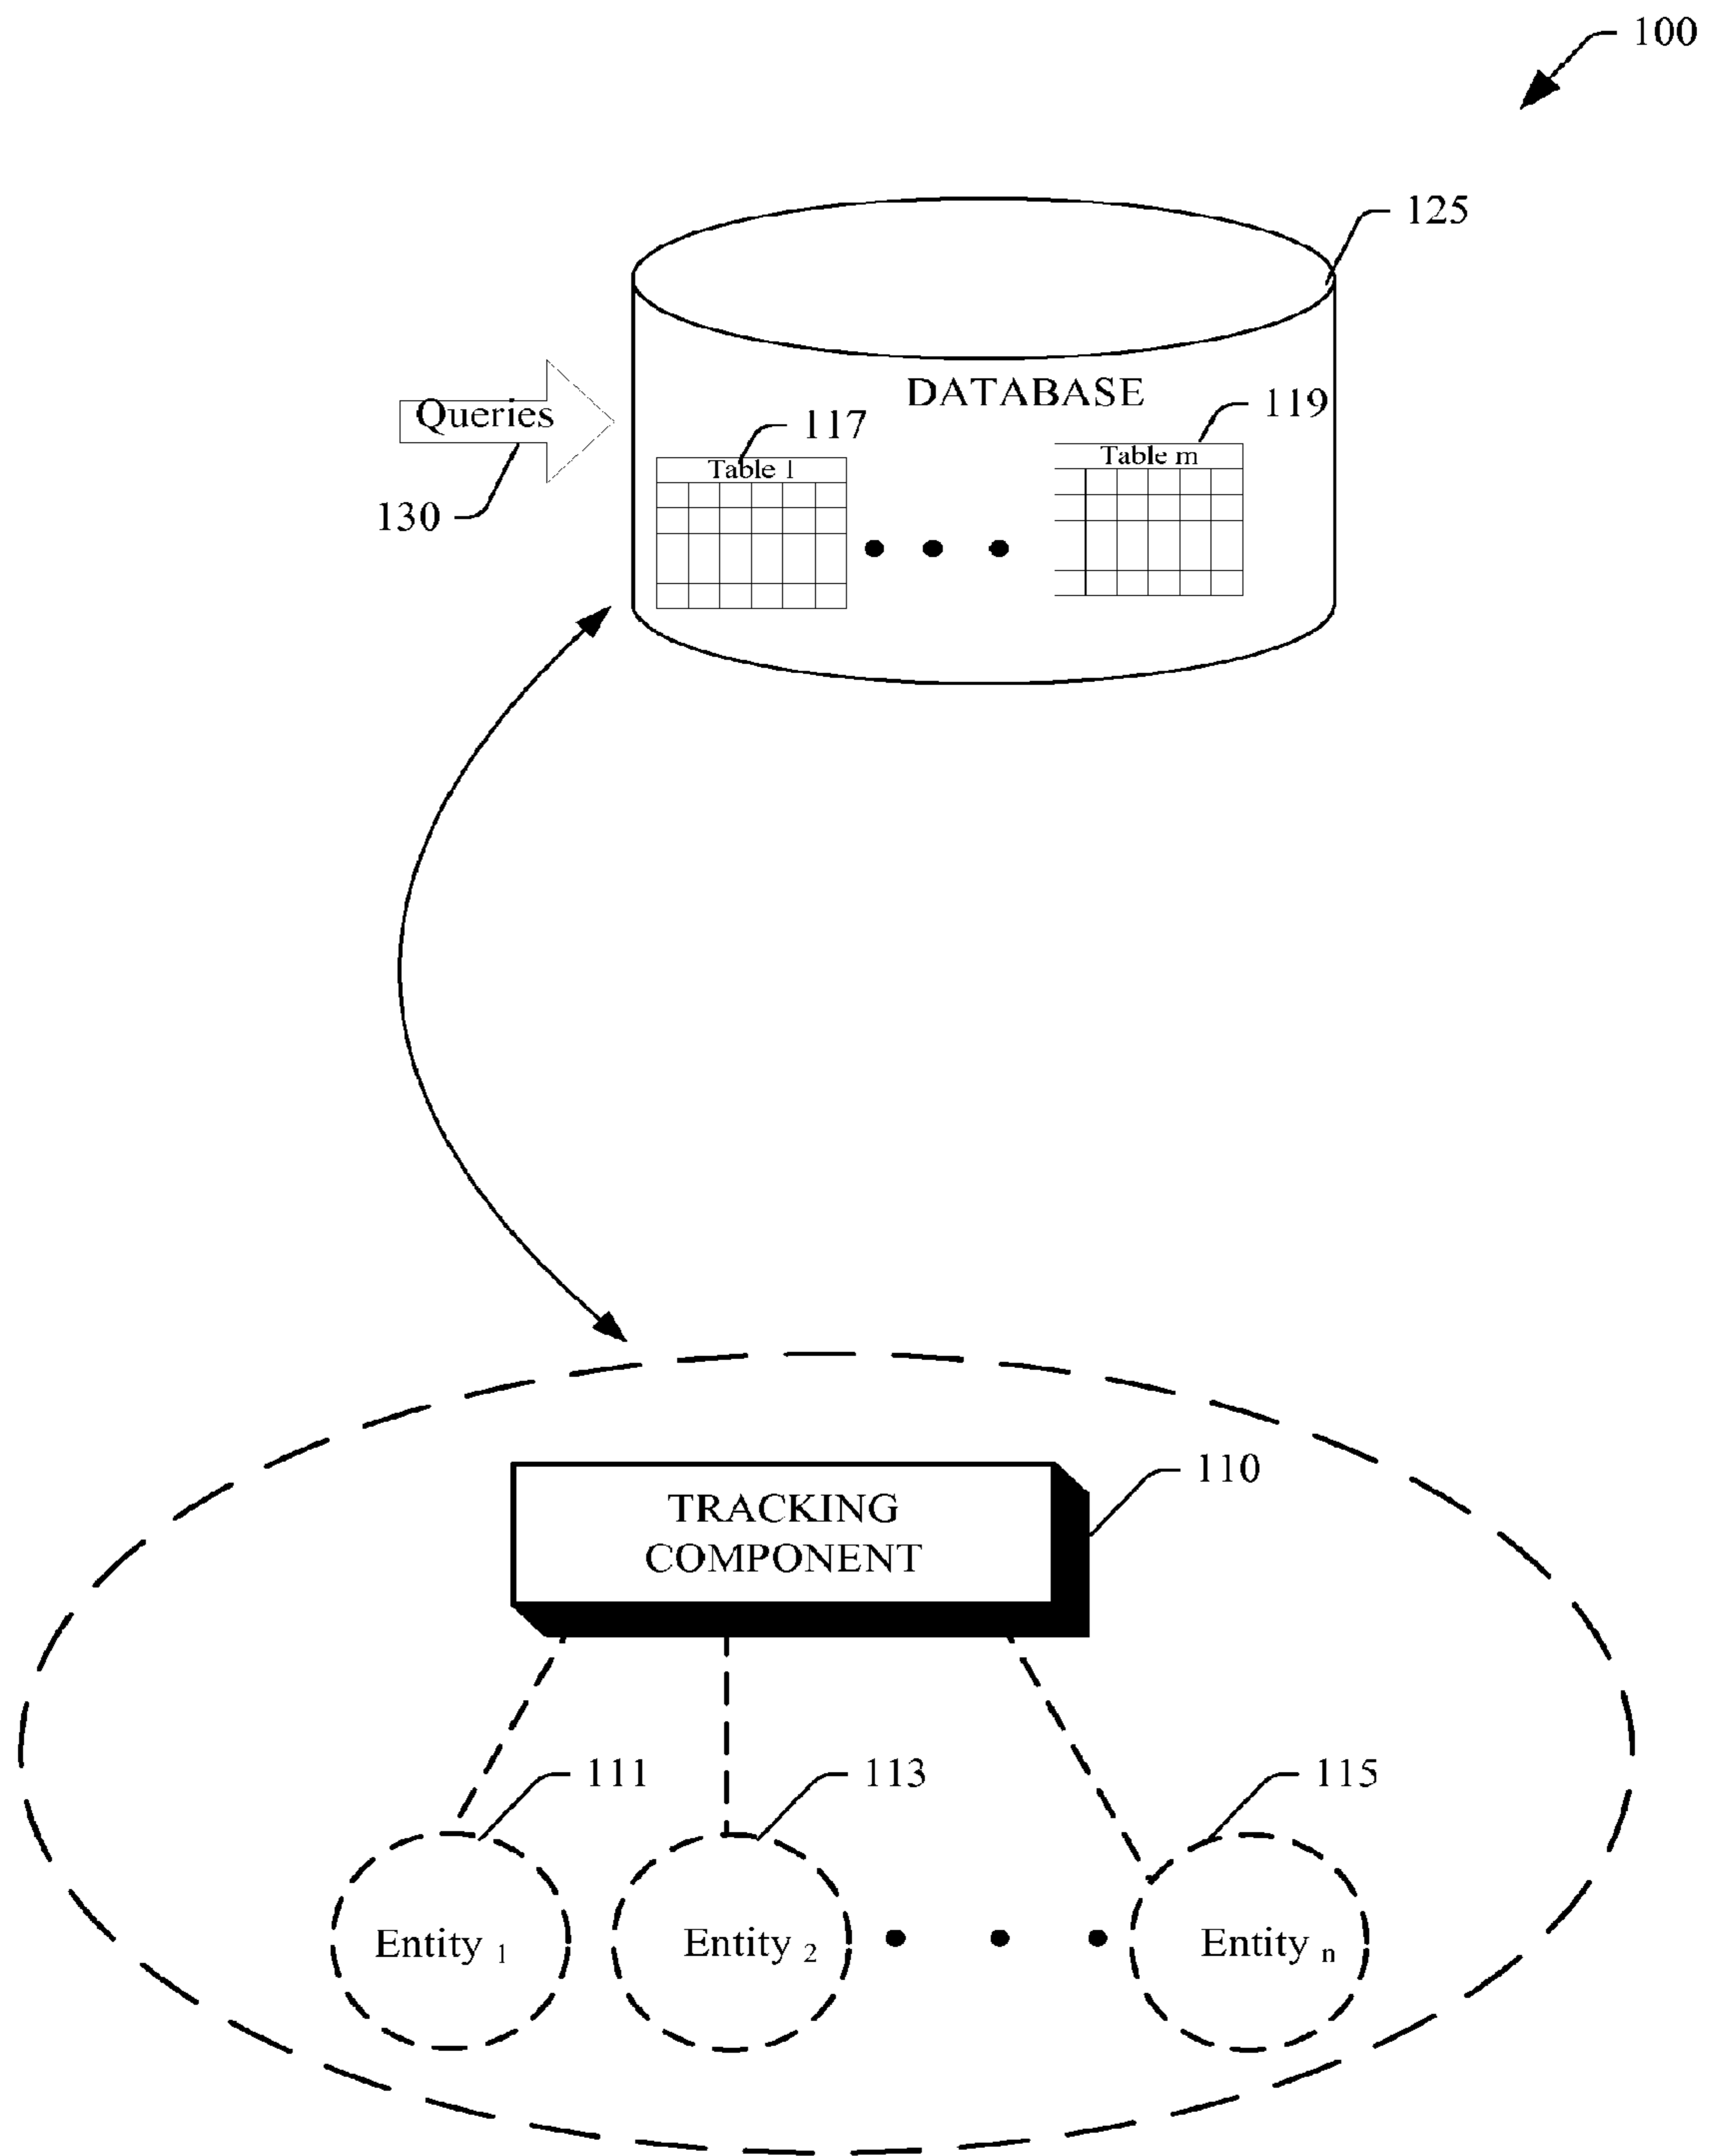 100
125
DATABASE
Queries
117
119
Table 1
Table m
130
110
TRACKING
COMPONENT
111
113
115
Entity 1
Entity 2
Entity n